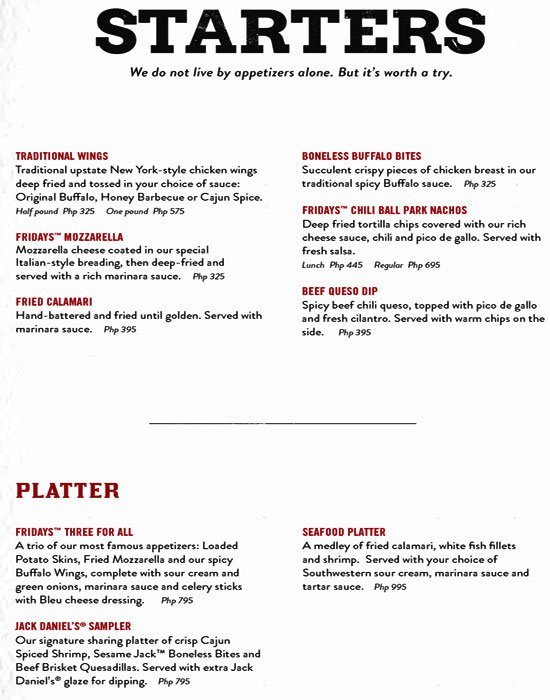 STARTERS
We do not live by appetizers alone. But it's worth a try.
TRADITIONAL WINGS
Traditional upstate New York-style chicken wings
deep fried and tossed in your choice of sauce:
Original Buffalo, Honey Barbecue or Cajun Spice.
Half pound Php 325 One pound Php 575
FRIDAYS™ MOZZARELLA
Mozzarella cheese coated in our special
Italian-style breading, then deep-fried and
served with a rich marinara sauce. Php 325
FRIED CALAMARI
Hand-battered and fried until golden. Served with
marinara sauce. Php 395
BONELESS BUFFALO BITES
Succulent crispy pieces of chicken breast in our
traditional spicy Buffalo sauce. Php 325
FRIDAYS™ CHILI BALL PARK NACHOS
Deep fried tortilla chips covered with our rich
cheese sauce, chili and pico de gallo. Served with
fresh salsa.
Lunch Php 445 Regular Php 695
BEEF QUESO DIP
Spicy beef chili queso, topped with pico de gallo
and fresh cilantro. Served with warm chips on the
side. Php 395
PLATTER
FRIDAYS™ THREE FOR ALL
A trio of our most famous appetizers: Loaded
Potato Skins, Fried Mozzarella and our spicy
Buffalo Wings, complete with sour cream and
green onions, marinara sauce and celery sticks
with Bleu cheese dressing. Php 795
JACK DANIEL'S® SAMPLER
Our signature sharing platter of crisp Cajun
Spiced Shrimp, Sesame Jack™ Boneless Bites and
Beef Brisket Quesadillas. Served with extra Jack
Daniel's® glaze for dipping. Php 795
SEAFOOD PLATTER
A medley of fried calamari, white fish fillets
and shrimp. Served with your choice of
Southwestern sour cream, marinara sauce and
tartar sauce. Php 995